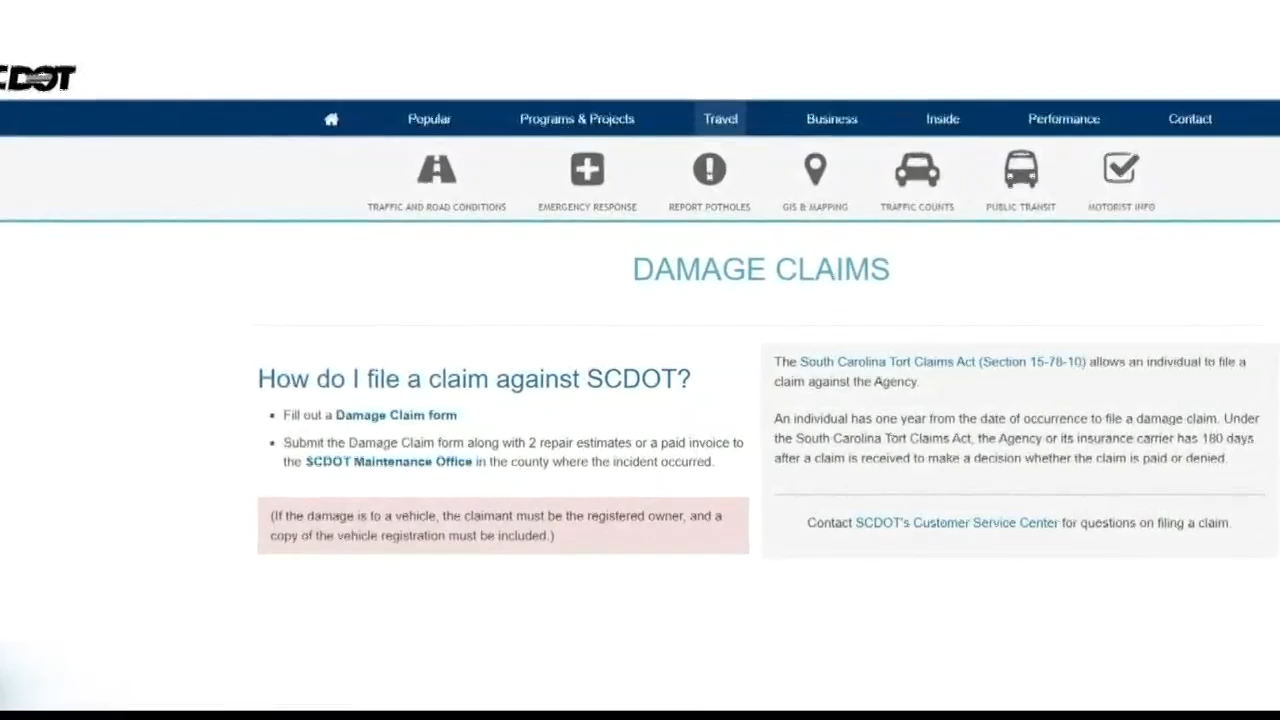 CDOT
Popular Programs & Projects Travel Business Inside Performance Contact
TRAFFIC AND ROAD CONDITIONS EMERGENCY RESPONSE REPORT POTHOLES GIS & MAPPING TRAFFIC COUNTS PUBLIC TRANSIT MOTORIST INFO
DAMAGE CLAIMS
How do I file a claim against SCDOT?
Fill out a Damage Claim form
Submit the Damage Claim form along with 2 repair estimates or a paid invoice to
the SCDOT Maintenance Office in the county where the incident occurred.
(If the damage is to a vehicle, the claimant must be the registered owner, and a
copy of the vehicle registration must be included.)
The South Carolina Tort Claims Act (Section 15-78-10) allows an individual to file a
claim against the Agency.
An individual has one year from the date of occurrence to file a damage claim. Under
the South Carolina Tort Claims Act, the Agency or its insurance carrier has 180 days
after a claim is received to make a decision whether the claim is paid or denied.
Contact SCDOT's Customer Service Center for questions on filing a claim.